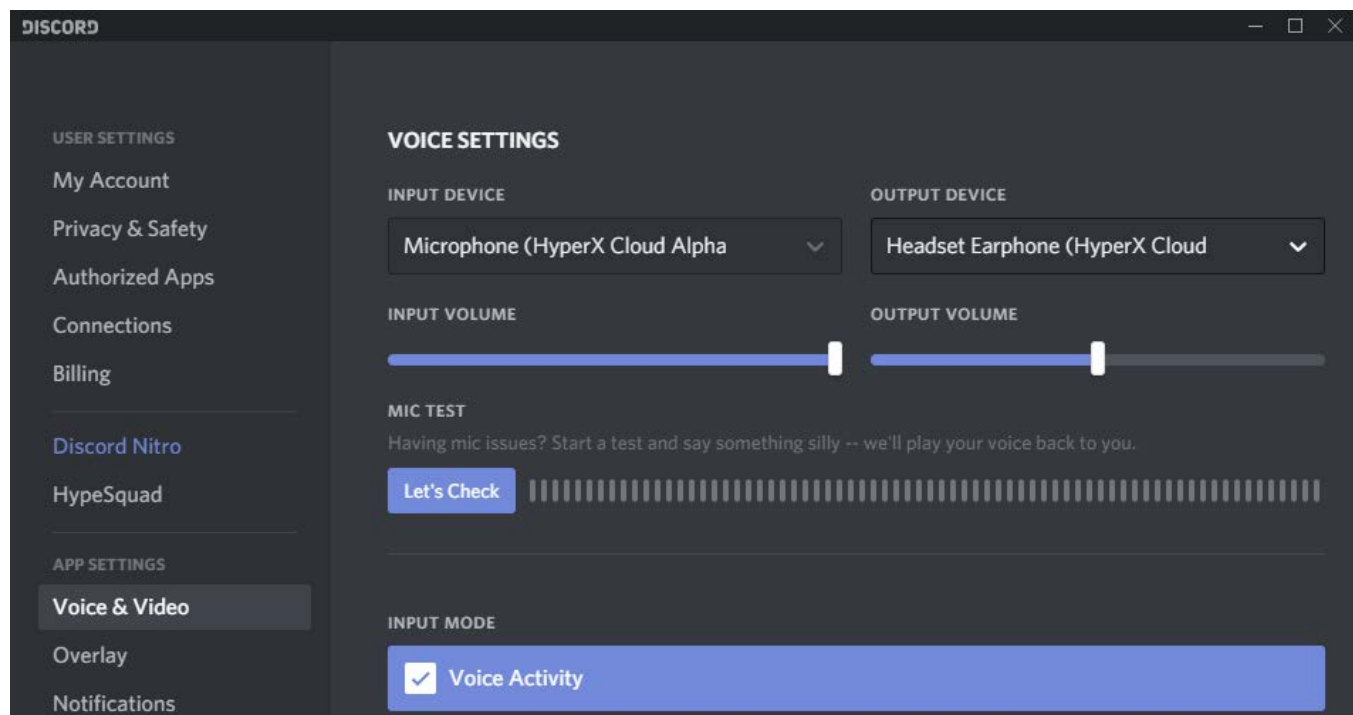 DISCORD
USER SETTINGS
My Account
Privacy & Safety
Authorized Apps
Connections
Billing
Discord Nitro
HypeSquad
APP SETTINGS
Voice & Video
Overlay
Notifications
VOICE SETTINGS
INPUT DEVICE
Microphone (HyperX Cloud Alpha
OUTPUT DEVICE
Headset Earphone (HyperX Cloud
INPUT VOLUME
OUTPUT VOLUME
MIC TEST
Having mic issues? Start a test and say something silly -- we'll play your voice back to you.
Let's Check
INPUT MODE
Voice Activity